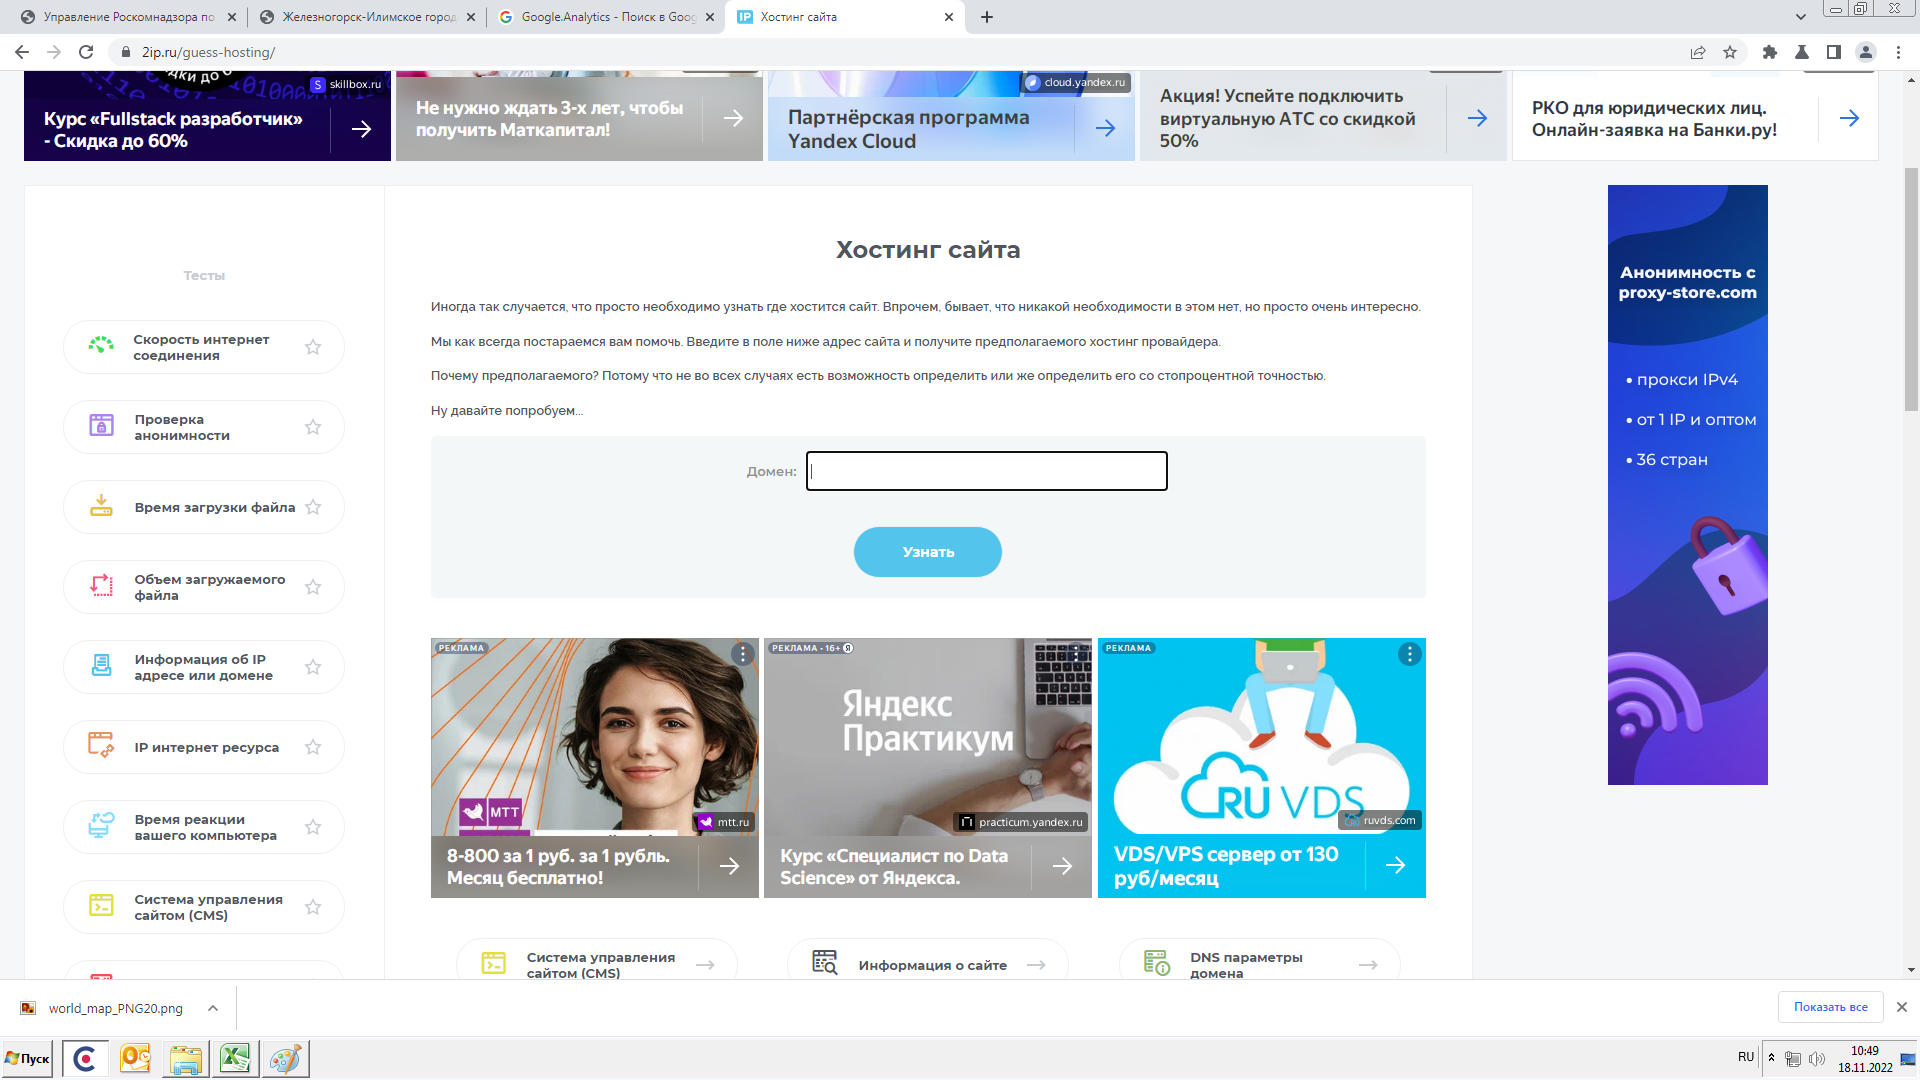 Управление Роскомнадзора по
Железногорск-Илимское город
Google.Analytics - Поиск в Goog
Хостинг сайта
2ip.ru/guess-hosting/
skillbox.ru
Курс «Fullstack разработчик»
- Скидка до 60%
Не нужно ждать 3-х лет, чтобы
получить Маткапитал!
cloud.yandex.ru
Партнёрская программа
Yandex Cloud
Акция! Успейте подключить
виртуальную АТС со скидкой
50%
РКО для юридических лиц.
Онлайн-заявка на Банки.ру!
Тесты
Скорость интернет
соединения
Проверка
анонимности
Время загрузки файла
Объем загружаемого
файла
Информация об IP
адресе или домене
IP интернет ресурса
Время реакции
вашего компьютера
Система управления
сайтом (CMS)
Хостинг сайта
Иногда так случается, что просто необходимо узнать где хостится сайт. Впрочем, бывает, что никакой необходимости в этом нет, но просто очень интересно.
Мы как всегда постараемся вам помочь. Введите в поле ниже адрес сайта и получите предполагаемого хостинг провайдера.
Почему предполагаемого? Потому что не во всех случаях есть возможность определить или же определить его со стопроцентной точностью.
Ну давайте попробуем...
Домен:
Узнать
РЕКЛАМА
МТТ
mtt.ru
8-800 за 1 руб. за 1 рубль.
Месяц бесплатно!
РЕКЛАМА • 16+ Я
Яндекс
Практикум
practicum.yandex.ru
Курс «Специалист по Data
Science» от Яндекса.
РЕКЛАМА
RU VDS
ruvds.com
VDS/VPS сервер от 130
руб/месяц
Система управления
сайтом (CMS)
Информация о сайте
DNS параметры
домена
Анонимность с
proxy-store.com
• прокси IPv4
• от 1 IP и оптом
• 36 стран
world_map_PNG20.png
Показать все
Пуск
RU
10:49
18.11.2022